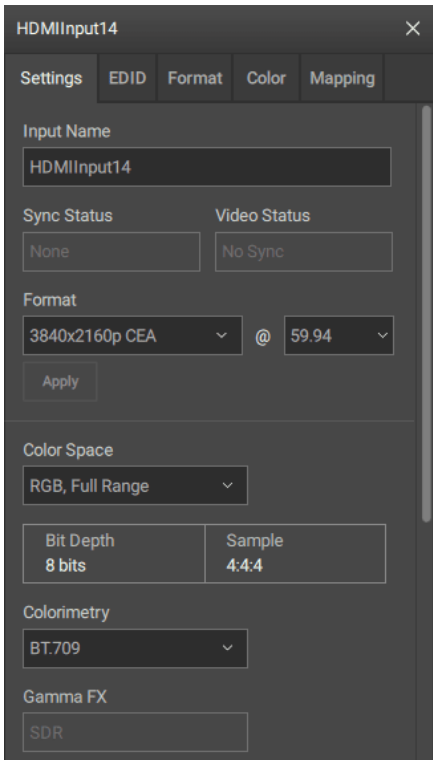 HDMIInput14
Settings EDID Format Color Mapping
Input Name
HDMIInput14
Sync Status Video Status
None No Sync
Format
3840x2160p CEA @ 59.94
Apply
Color Space
RGB, Full Range
Bit Depth Sample
8 bits 4:4:4
Colorimetry
BT.709
Gamma FX
SDR